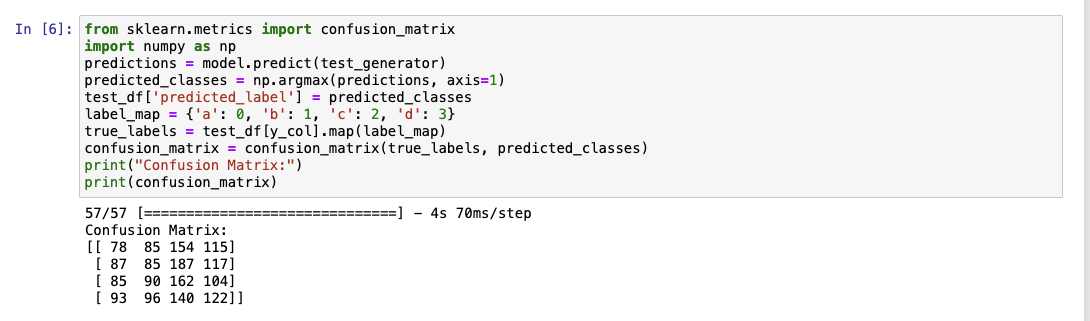 In [6]: from sklearn.metrics import confusion_matrix
import numpy as np
predictions = model.predict(test_generator)
predicted_classes = np.argmax(predictions, axis=1)
test_df['predicted_label'] = predicted_classes
label_map = {'a': 0, 'b': 1, 'c': 2, 'd': 3}
true_labels = test_df[y_col].map(label_map)
confusion_matrix = confusion_matrix(true_labels, predicted_classes)
print("Confusion Matrix:")
print(confusion_matrix)
57/57 [==============================] - 4s 70ms/step
Confusion Matrix:
[[ 78  85 154 115]
 [ 87  85 187 117]
 [ 85  90 162 104]
 [ 93  96 140 122]]